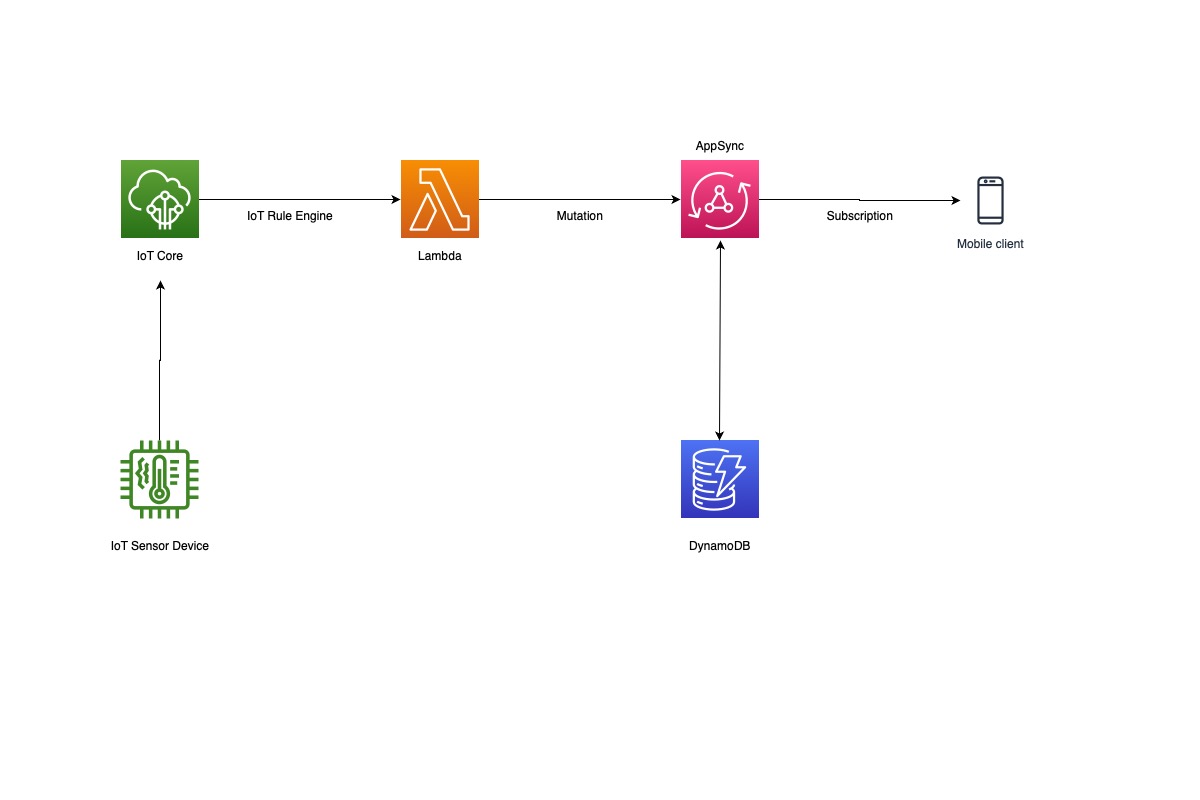 AppSync
IoT Rule Engine
Mutation
Subscription
IoT Core
Lambda
Mobile client
IoT Sensor Device
DynamoDB